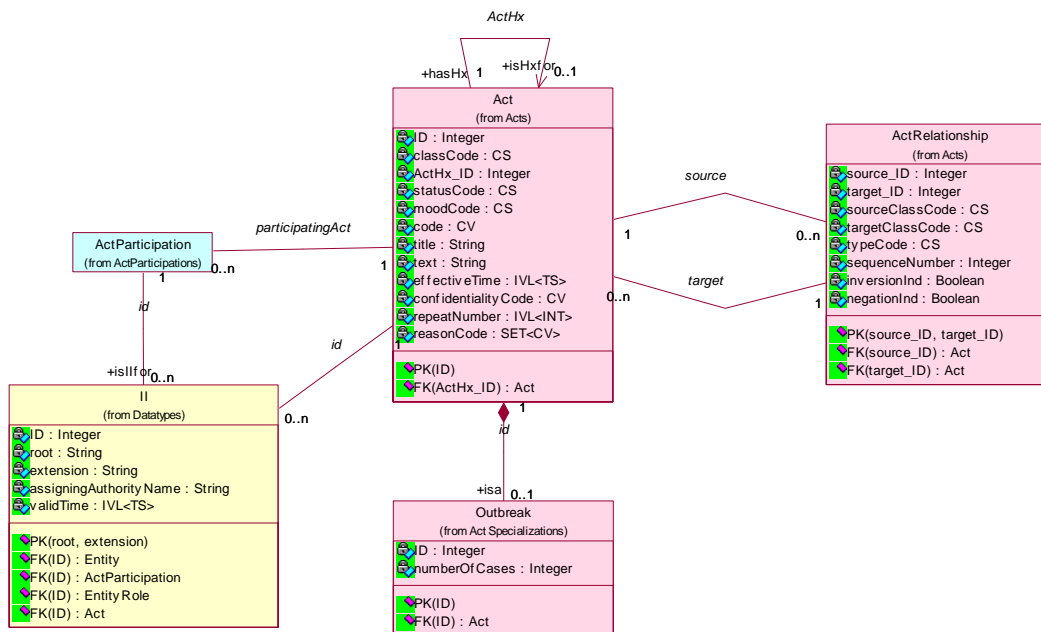 ActHx
+hasHx
1
+isHxfor
0..1
Act
(from Acts)
ID : Integer
classCode : CS
ActHx_ID : Integer
statusCode : CS
moodCode : CS
code : CV
title : String
text : String
effectiveTime : IVL<TS>
confidentialityCode : CV
repeatNumber : IVL<INT>
reasonCode : SET<CV>
PK(ID)
FK(ActHx_ID) : Act
ActRelationship
(from Acts)
source_ID : Integer
target_ID : Integer
sourceClassCode : CS
targetClassCode : CS
typeCode : CS
sequenceNumber : Integer
inversionInd : Boolean
negationInd : Boolean
PK(source_ID, target_ID)
FK(source_ID) : Act
FK(target_ID) : Act
source
1
0..n
target
0..n
1
participatingAct
0..n
1
ActParticipation
(from ActParticipations)
1
id
+isIIfor
0..n
id
1
0..n
II
(from Datatypes)
ID : Integer
root : String
extension : String
assigningAuthorityName : String
validTime : IVL<TS>
PK(root, extension)
FK(ID) : Entity
FK(ID) : ActParticipation
FK(ID) : EntityRole
FK(ID) : Act
1
id
+isa
0..1
Outbreak
(from Act Specializations)
ID : Integer
numberOfCases : Integer
PK(ID)
FK(ID) : Act